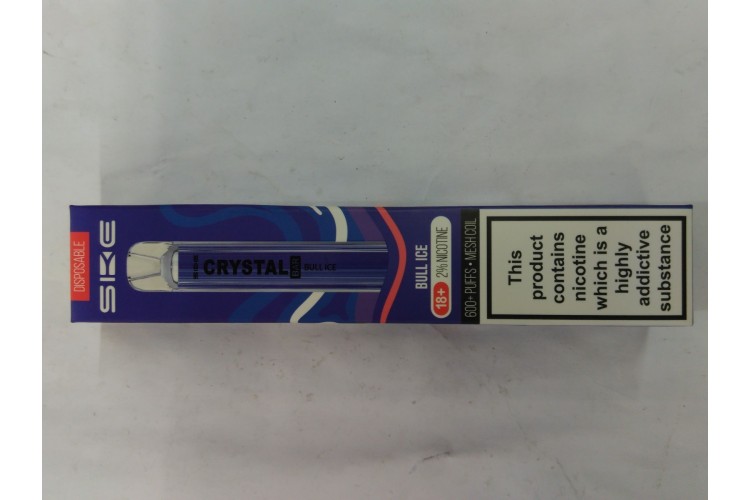 DISPOSABLE
SKE
CRYSTAL
BAR
BULL ICE
BULL ICE
18+ 2% NICOTINE
600+ PUFFS • MESH COIL
This
product
contains
nicotine
which is a
highly
addictive
substance